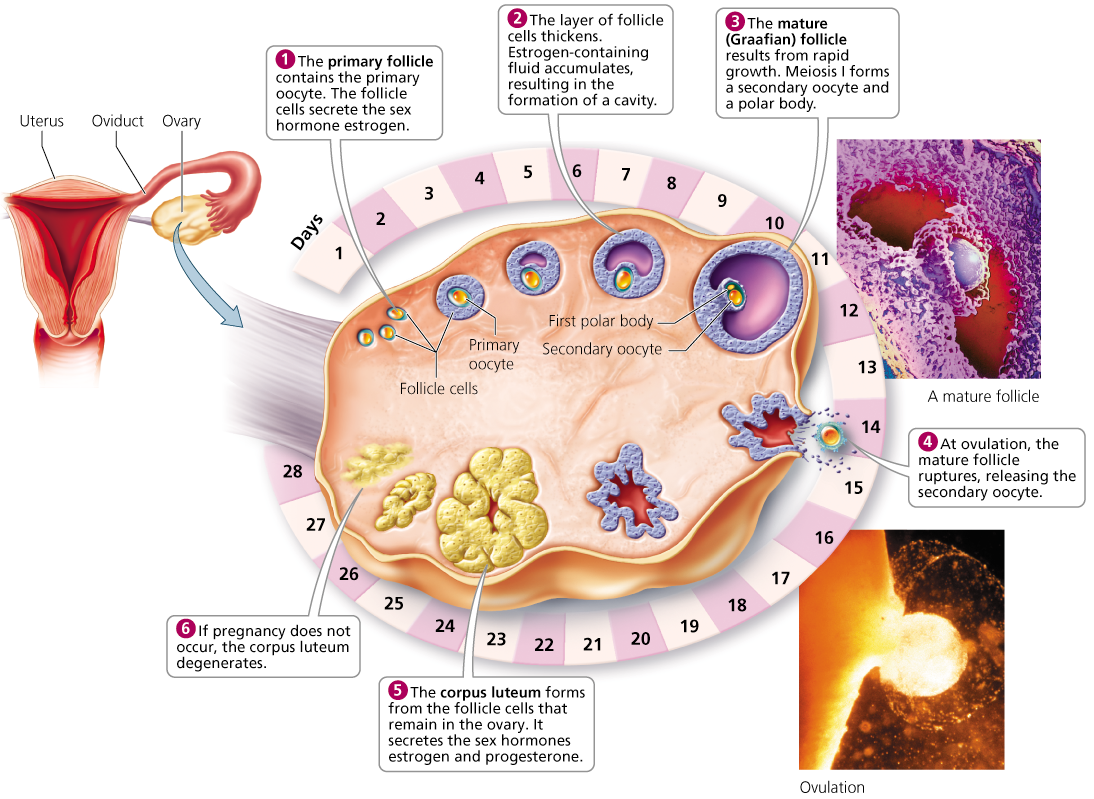 1 The primary follicle
contains the primary
oocyte. The follicle
cells secrete the sex
hormone estrogen.
2 The layer of follicle
cells thickens.
Estrogen-containing
fluid accumulates,
resulting in the
formation of a cavity.
3 The mature
(Graafian) follicle
results from rapid
growth. Meiosis I forms
a secondary oocyte and
a polar body.
Uterus
Oviduct
Ovary
Days
1
2
3
4
5
6
7
8
9
10
11
12
13
14
15
16
17
18
19
20
21
22
23
24
25
26
27
28
First polar body
Secondary oocyte
Primary
oocyte
Follicle cells
A mature follicle
4 At ovulation, the
mature follicle
ruptures, releasing the
secondary oocyte.
6 If pregnancy does not
occur, the corpus luteum
degenerates.
5 The corpus luteum forms
from the follicle cells that
remain in the ovary. It
secretes the sex hormones
estrogen and progesterone.
Ovulation